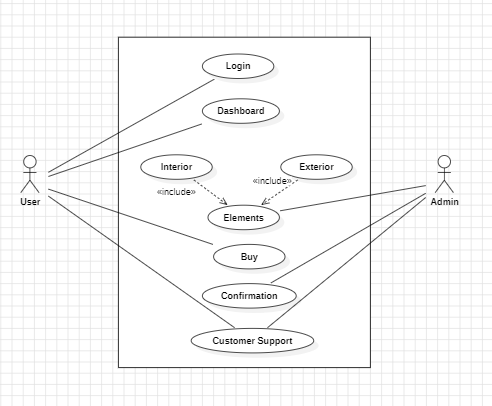 Login
Dashboard
Interior
Exterior
«include»
«include»
User
Admin
Elements
Buy
Confirmation
Customer Support